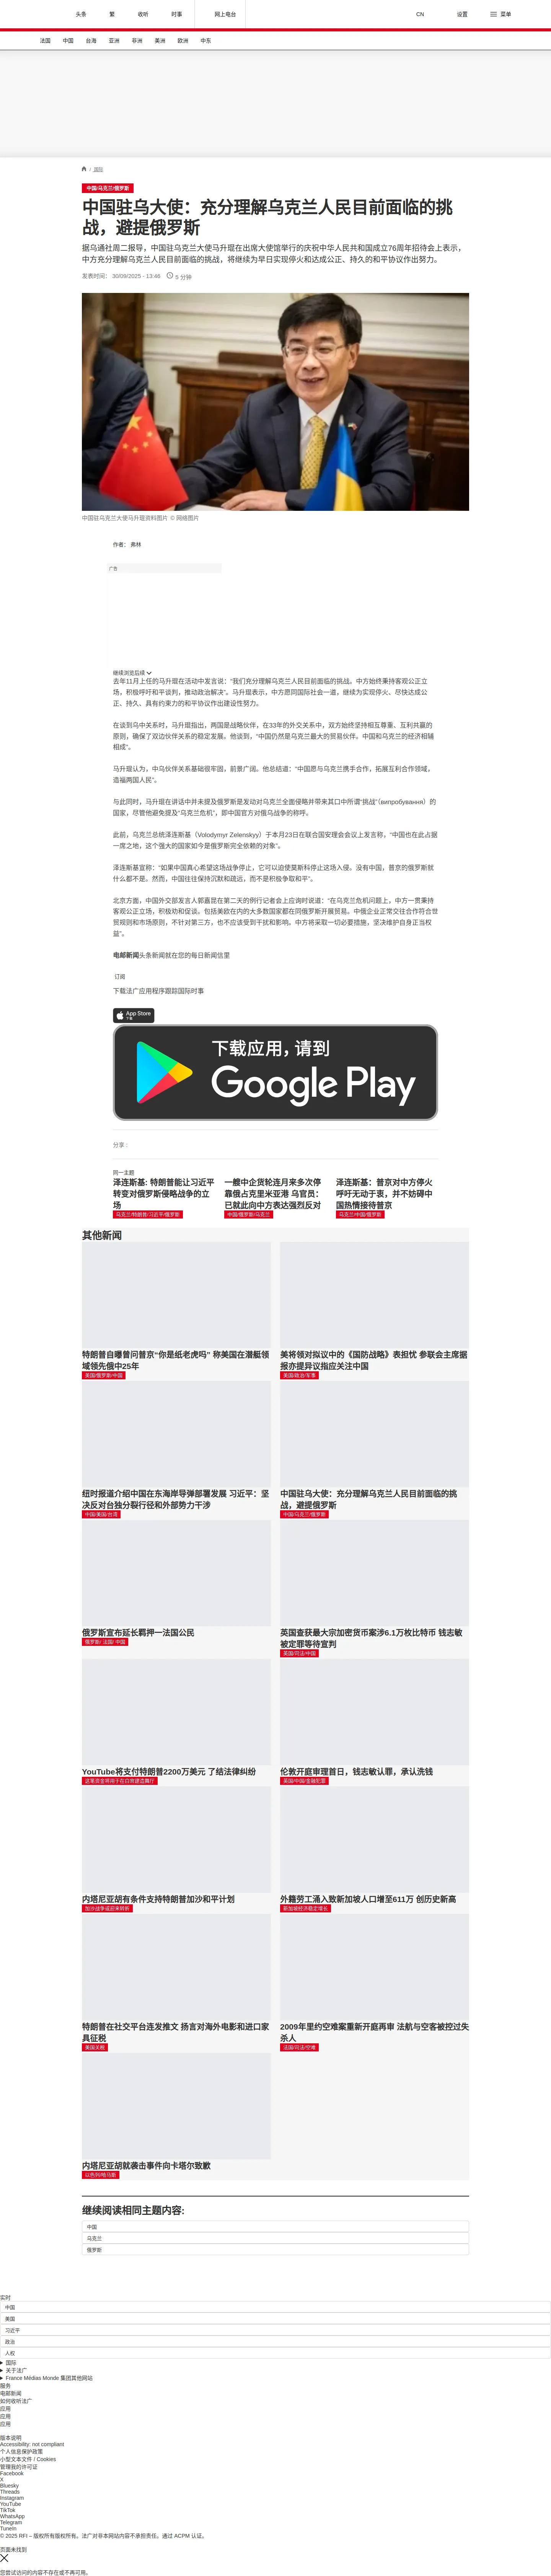 头条
繁
收听
时事
网上电台
CN
设置
菜单
法国
中国
台海
亚洲
非洲
美洲
欧洲
中东
/ 国际
中国/乌克兰/俄罗斯
中国驻乌大使：充分理解乌克兰人民目前面临的挑
战，避提俄罗斯
据乌通社周二报导，中国驻乌克兰大使马升琨在出席大使馆举行的庆祝中华人民共和国成立76周年招待会上表示，
中方充分理解乌克兰人民目前面临的挑战，将继续为早日实现停火和达成公正、持久的和平协议作出努力。
发表时间： 30/09/2025 - 13:46
5 分钟
中国驻乌克兰大使马升琨资料图片 © 网络图片
作者： 弗林
广告
继续浏览后续
去年11月上任的马升琨在活动中发言说：“我们充分理解乌克兰人民目前面临的挑战。中方始终秉持客观公正立
场，积极呼吁和平谈判，推动政治解决”。马升琨表示，中方愿同国际社会一道，继续为实现停火、尽快达成公
正、持久、具有约束力的和平协议作出建设性努力。
在谈到乌中关系时，马升琨指出，两国是战略伙伴，在33年的外交关系中，双方始终坚持相互尊重、互利共赢的
原则，确保了双边伙伴关系的稳定发展。他谈到，“中国仍然是乌克兰最大的贸易伙伴。中国和乌克兰的经济相辅
相成”。
马升琨认为，中乌伙伴关系基础很牢固，前景广阔。他总结道：“中国愿与乌克兰携手合作，拓展互利合作领域，
造福两国人民”。
与此同时，马升琨在讲话中并未提及俄罗斯是发动对乌克兰全面侵略并带来其口中所谓“挑战”（випробування）的
国家，尽管他避免提及“乌克兰危机”，即中国官方对俄乌战争的称呼。
此前，乌克兰总统泽连斯基（Volodymyr Zelenskyy）于本月23日在联合国安理会会议上发言称，“中国也在此占据
一席之地，这个强大的国家如今是俄罗斯完全依赖的对象”。
泽连斯基宣称：“如果中国真心希望这场战争停止，它可以迫使莫斯科停止这场入侵。没有中国，普京的俄罗斯就
什么都不是。然而，中国往往保持沉默和疏远，而不是积极争取和平”。
北京方面，中国外交部发言人郭嘉昆在第二天的例行记者会上应询时说道：“在乌克兰危机问题上，中方一贯秉持
客观公正立场，积极劝和促谈。包括美欧在内的大多数国家都在同俄罗斯开展贸易。中俄企业正常交往合作符合世
贸规则和市场原则，不针对第三方，也不应该受到干扰和影响。中方将采取一切必要措施，坚决维护自身正当权
益”。
电邮新闻头条新闻就在您的每日新闻信里
订阅
下载法广应用程序跟踪国际时事
App Store
下载
下载应用，请到
Google Play
分享 :
同一主题
泽连斯基: 特朗普能让习近平
转变对俄罗斯侵略战争的立
场
乌克兰/特朗普/习近平/俄罗斯
一艘中企货轮连月来多次停
靠俄占克里米亚港 乌官员：
已就此向中方表达强烈反对
中国/俄罗斯/乌克兰
泽连斯基：普京对中方停火
呼吁无动于衷，并不妨碍中
国热情接待普京
乌克兰/中国/俄罗斯
其他新闻
特朗普自曝曾问普京“你是纸老虎吗” 称美国在潜艇领
域领先俄中25年
美国/俄罗斯/中国
美将领对拟议中的《国防战略》表担忧 参联会主席据
报亦提异议指应关注中国
美国/政治/军事
纽时报道介绍中国在东海岸导弹部署发展 习近平：坚
决反对台独分裂行径和外部势力干涉
中国/美国/台湾
中国驻乌大使：充分理解乌克兰人民目前面临的挑
战，避提俄罗斯
中国/乌克兰/俄罗斯
俄罗斯宣布延长羁押一法国公民
俄罗斯/ 法国/ 中国
英国查获最大宗加密货币案涉6.1万枚比特币 钱志敏
被定罪等待宣判
英国/司法/中国
YouTube将支付特朗普2200万美元 了结法律纠纷
这笔资金将用于在白宫建造舞厅
伦敦开庭审理首日，钱志敏认罪，承认洗钱
英国/中国/金融犯罪
内塔尼亚胡有条件支持特朗普加沙和平计划
加沙战争或迎来转折
外籍劳工涌入致新加坡人口增至611万 创历史新高
新加坡经济稳定增长
特朗普在社交平台连发推文 扬言对海外电影和进口家
具征税
美国关税
2009年里约空难案重新开庭再审 法航与空客被控过失
杀人
法国/司法/空难
内塔尼亚胡就袭击事件向卡塔尔致歉
以色列/哈马斯
继续阅读相同主题内容:
中国
乌克兰
俄罗斯
实时
中国
美国
习近平
政治
人权
国际
关于法广
France Médias Monde 集团其他网站
服务
电邮新闻
如何收听法广
应用
应用
应用
版本说明
Accessibility: not compliant
个人信息保护政策
小型文本文件 / Cookies
管理我的许可证
Facebook
X
Bluesky
Threads
Instagram
YouTube
TikTok
WhatsApp
Telegram
TuneIn
© 2025 RFI – 版权所有版权所有。法广对非本网站内容不承担责任。通过 ACPM 认证。
页面未找到
您尝试访问的内容不存在或不再可用。